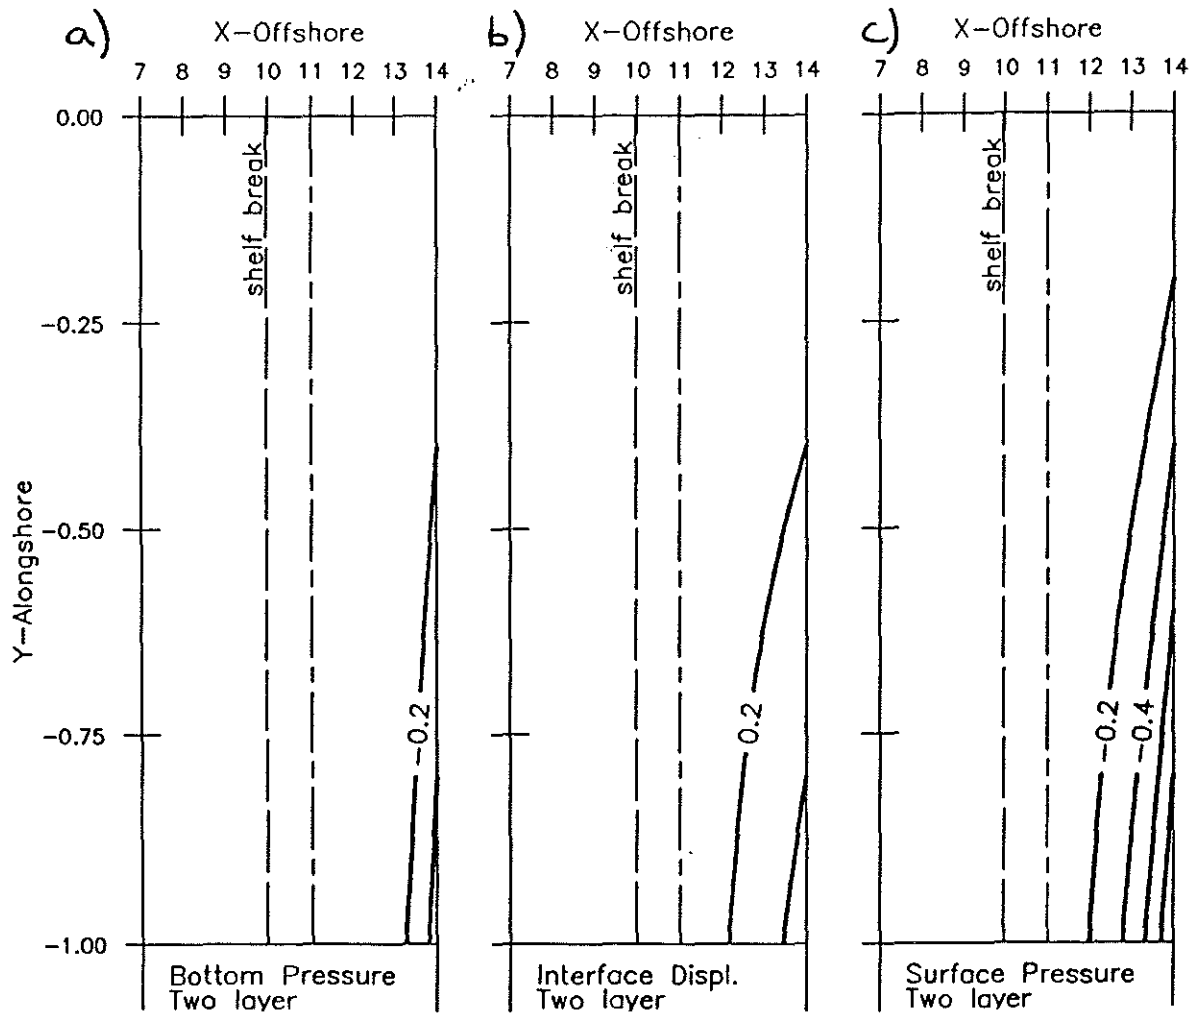 a) X-Offshore
7 8 9 10 11 12 13 14
b) X-Offshore
7 8 9 10 11 12 13 14
c) X-Offshore
7 8 9 10 11 12 13 14
0.00
-0.25
-0.50
-0.75
-1.00
Y-Alongshore
shelf break
-0.2
Bottom Pressure
Two layer
shelf break
0.2
Interface Displ.
Two layer
shelf break
-0.2
-0.4
Surface Pressure
Two layer